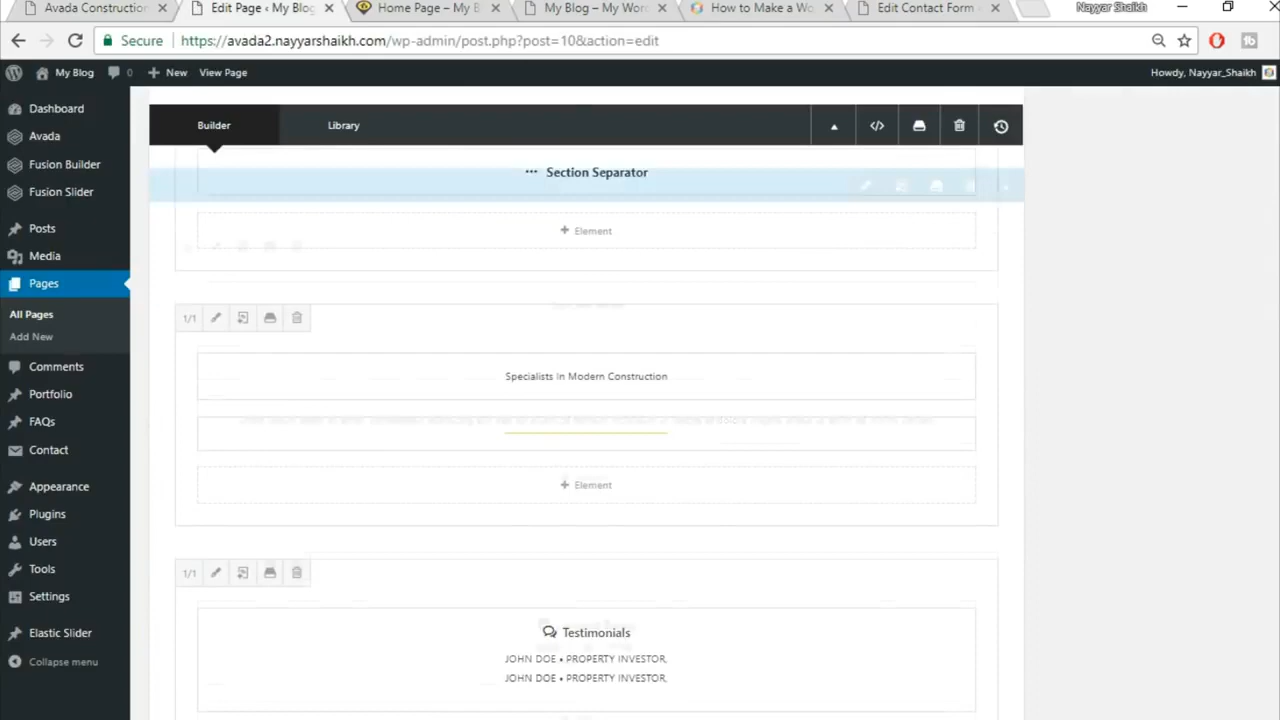 Avada Construction
Edit Page ‹ My Blog
Home Page – My B
My Blog – My Wor
How to Make a Wo
Edit Contact Form ‹
Nayyar Shaikh
Secure
https://avada2.nayyarshaikh.com/wp-admin/post.php?post=10&action=edit
My Blog
0
New
View Page
Howdy, Nayyar_Shaikh
Dashboard
Avada
Fusion Builder
Fusion Slider
Posts
Media
Pages
All Pages
Add New
Comments
Portfolio
FAQs
Contact
Appearance
Plugins
Users
Tools
Settings
Elastic Slider
Collapse menu
Builder
Library
Section Separator
Element
1/1
Specialists In Modern Construction
Element
1/1
Testimonials
JOHN DOE • PROPERTY INVESTOR,
JOHN DOE • PROPERTY INVESTOR,